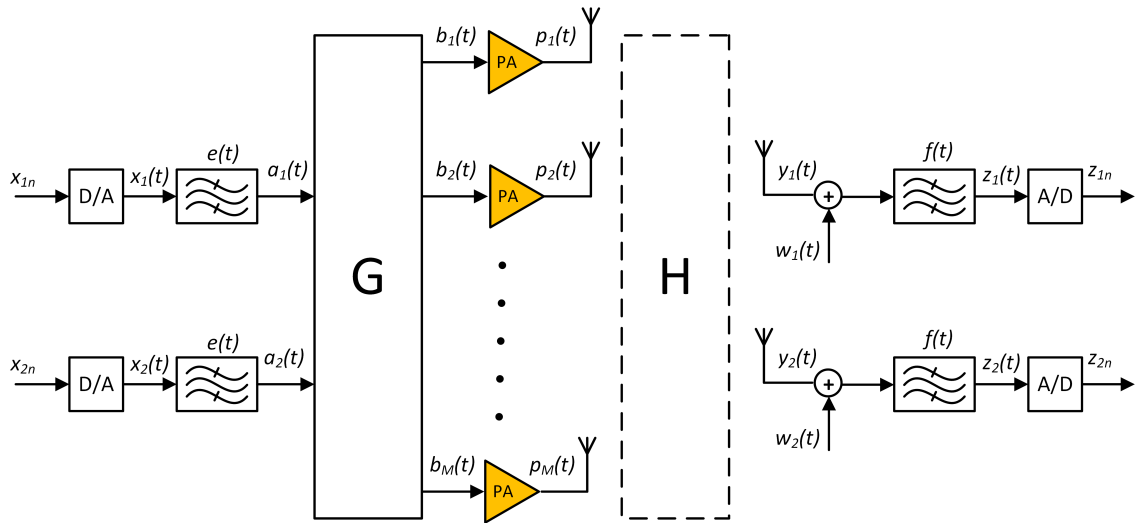 b1(t) PA p1(t)
e(t) b2(t) p2(t) f(t)
x1n D/A x1(t) a1(t) PA y1(t) + z1(t) A/D z1n
w1(t)
G H
e(t) f(t)
x2n D/A x2(t) a2(t) y2(t) + z2(t) A/D z2n
w2(t)
bM(t) PA pM(t)